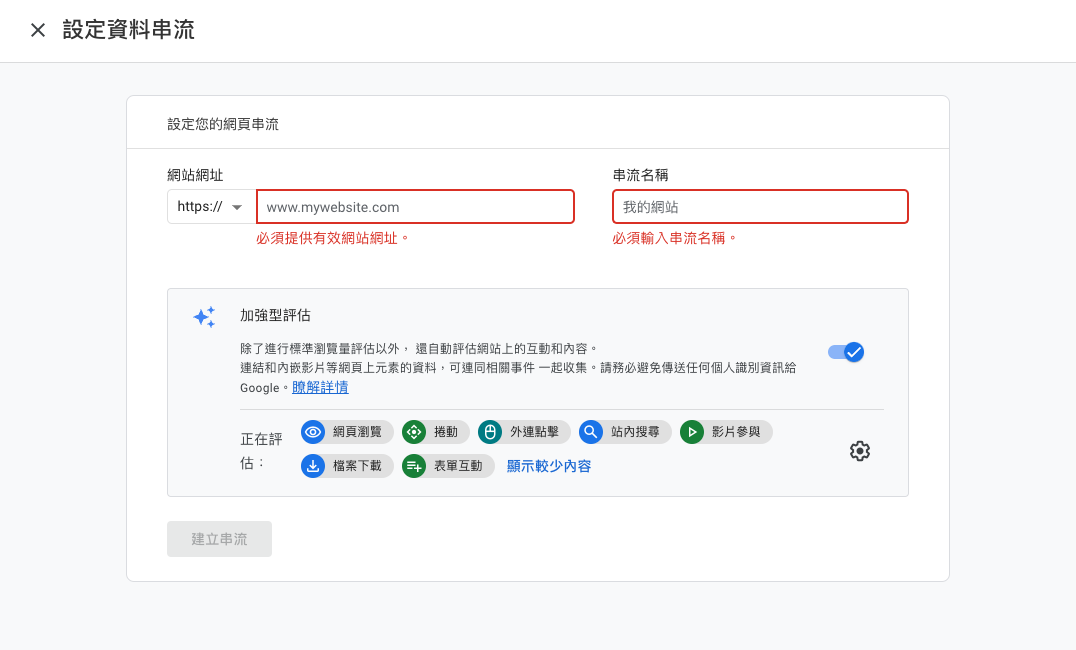 設定資料串流
設定您的網頁串流
網站網址
串流名稱
https://
www.mywebsite.com
我的網站
必須提供有效網站網址。
必須輸入串流名稱。
加強型評估
除了進行標準瀏覽量評估以外， 還自動評估網站上的互動和內容。
連結和內嵌影片等網頁上元素的資料，可連同相關事件 一起收集。請務必避免傳送任何個人識別資訊給
Google。瞭解詳情
正在評
估：
網頁瀏覽 捲動 外連點擊 站內搜尋 影片參與
檔案下載 表單互動 顯示較少內容
建立串流